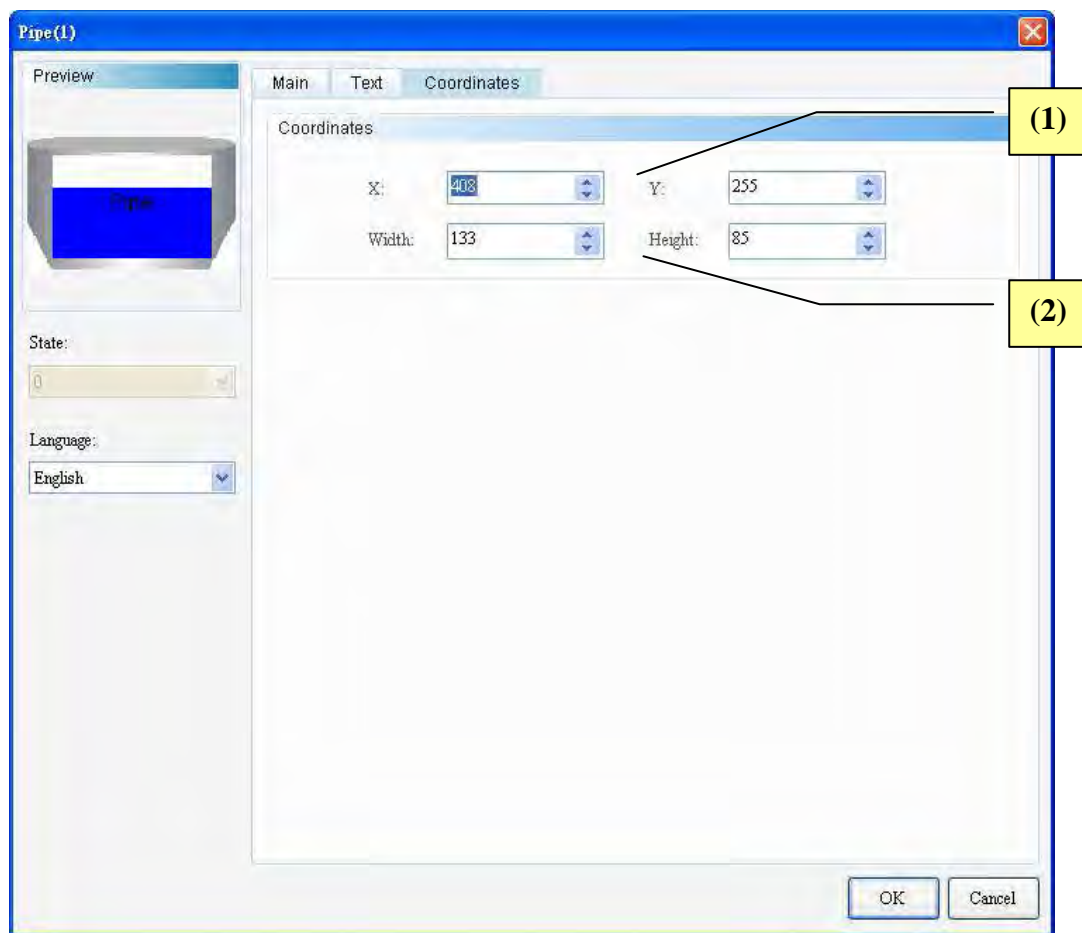 Pipe(1)
Preview
Pipe
State:
0
Language:
English
Main Text Coordinates
Coordinates
X: 408 Y: 255
Width: 133 Height: 85
(1)
(2)
OK Cancel